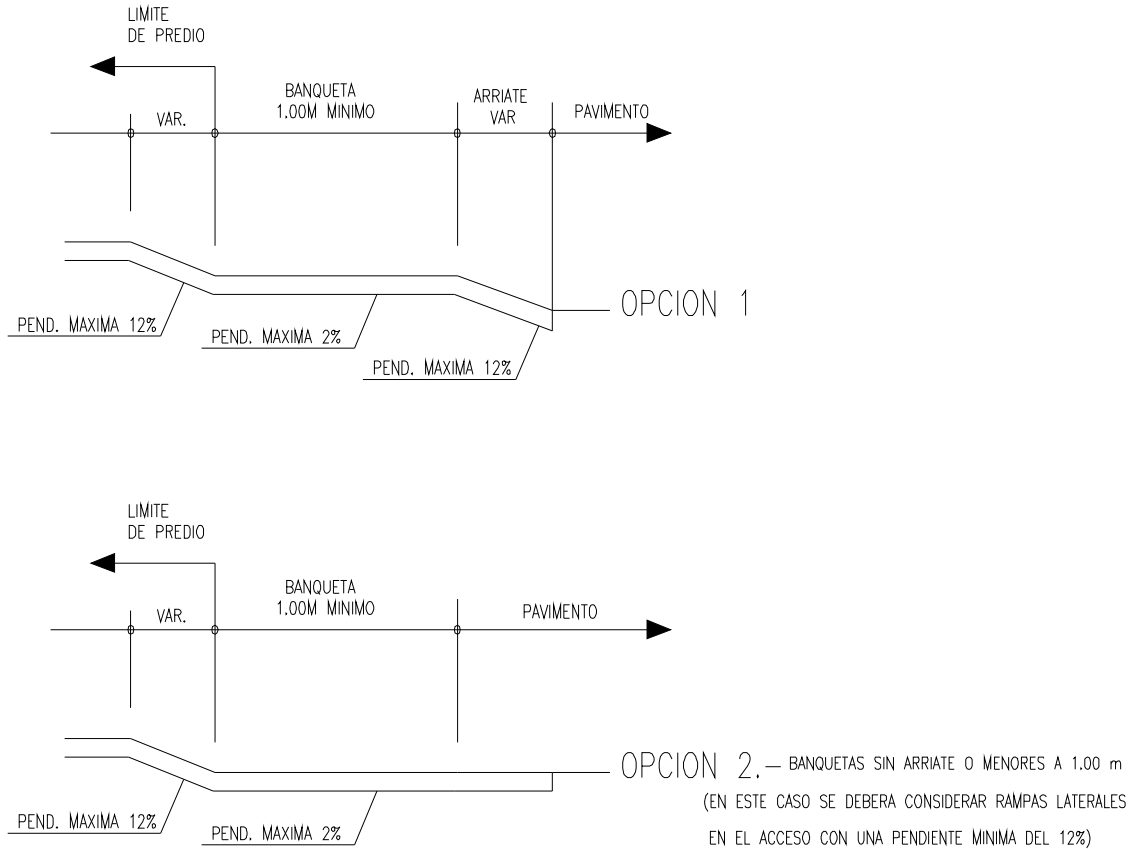 LIMITE
DE PREDIO
VAR.
BANQUETA
1.00M MINIMO
ARRIATE
VAR
PAVIMENTO
PEND. MAXIMA 12%
PEND. MAXIMA 2%
PEND. MAXIMA 12%
OPCION 1
LIMITE
DE PREDIO
VAR.
BANQUETA
1.00M MINIMO
PAVIMENTO
PEND. MAXIMA 12%
PEND. MAXIMA 2%
OPCION 2.— BANQUETAS SIN ARRIATE O MENORES A 1.00 m
(EN ESTE CASO SE DEBERA CONSIDERAR RAMPAS LATERALES
EN EL ACCESO CON UNA PENDIENTE MINIMA DEL 12%)